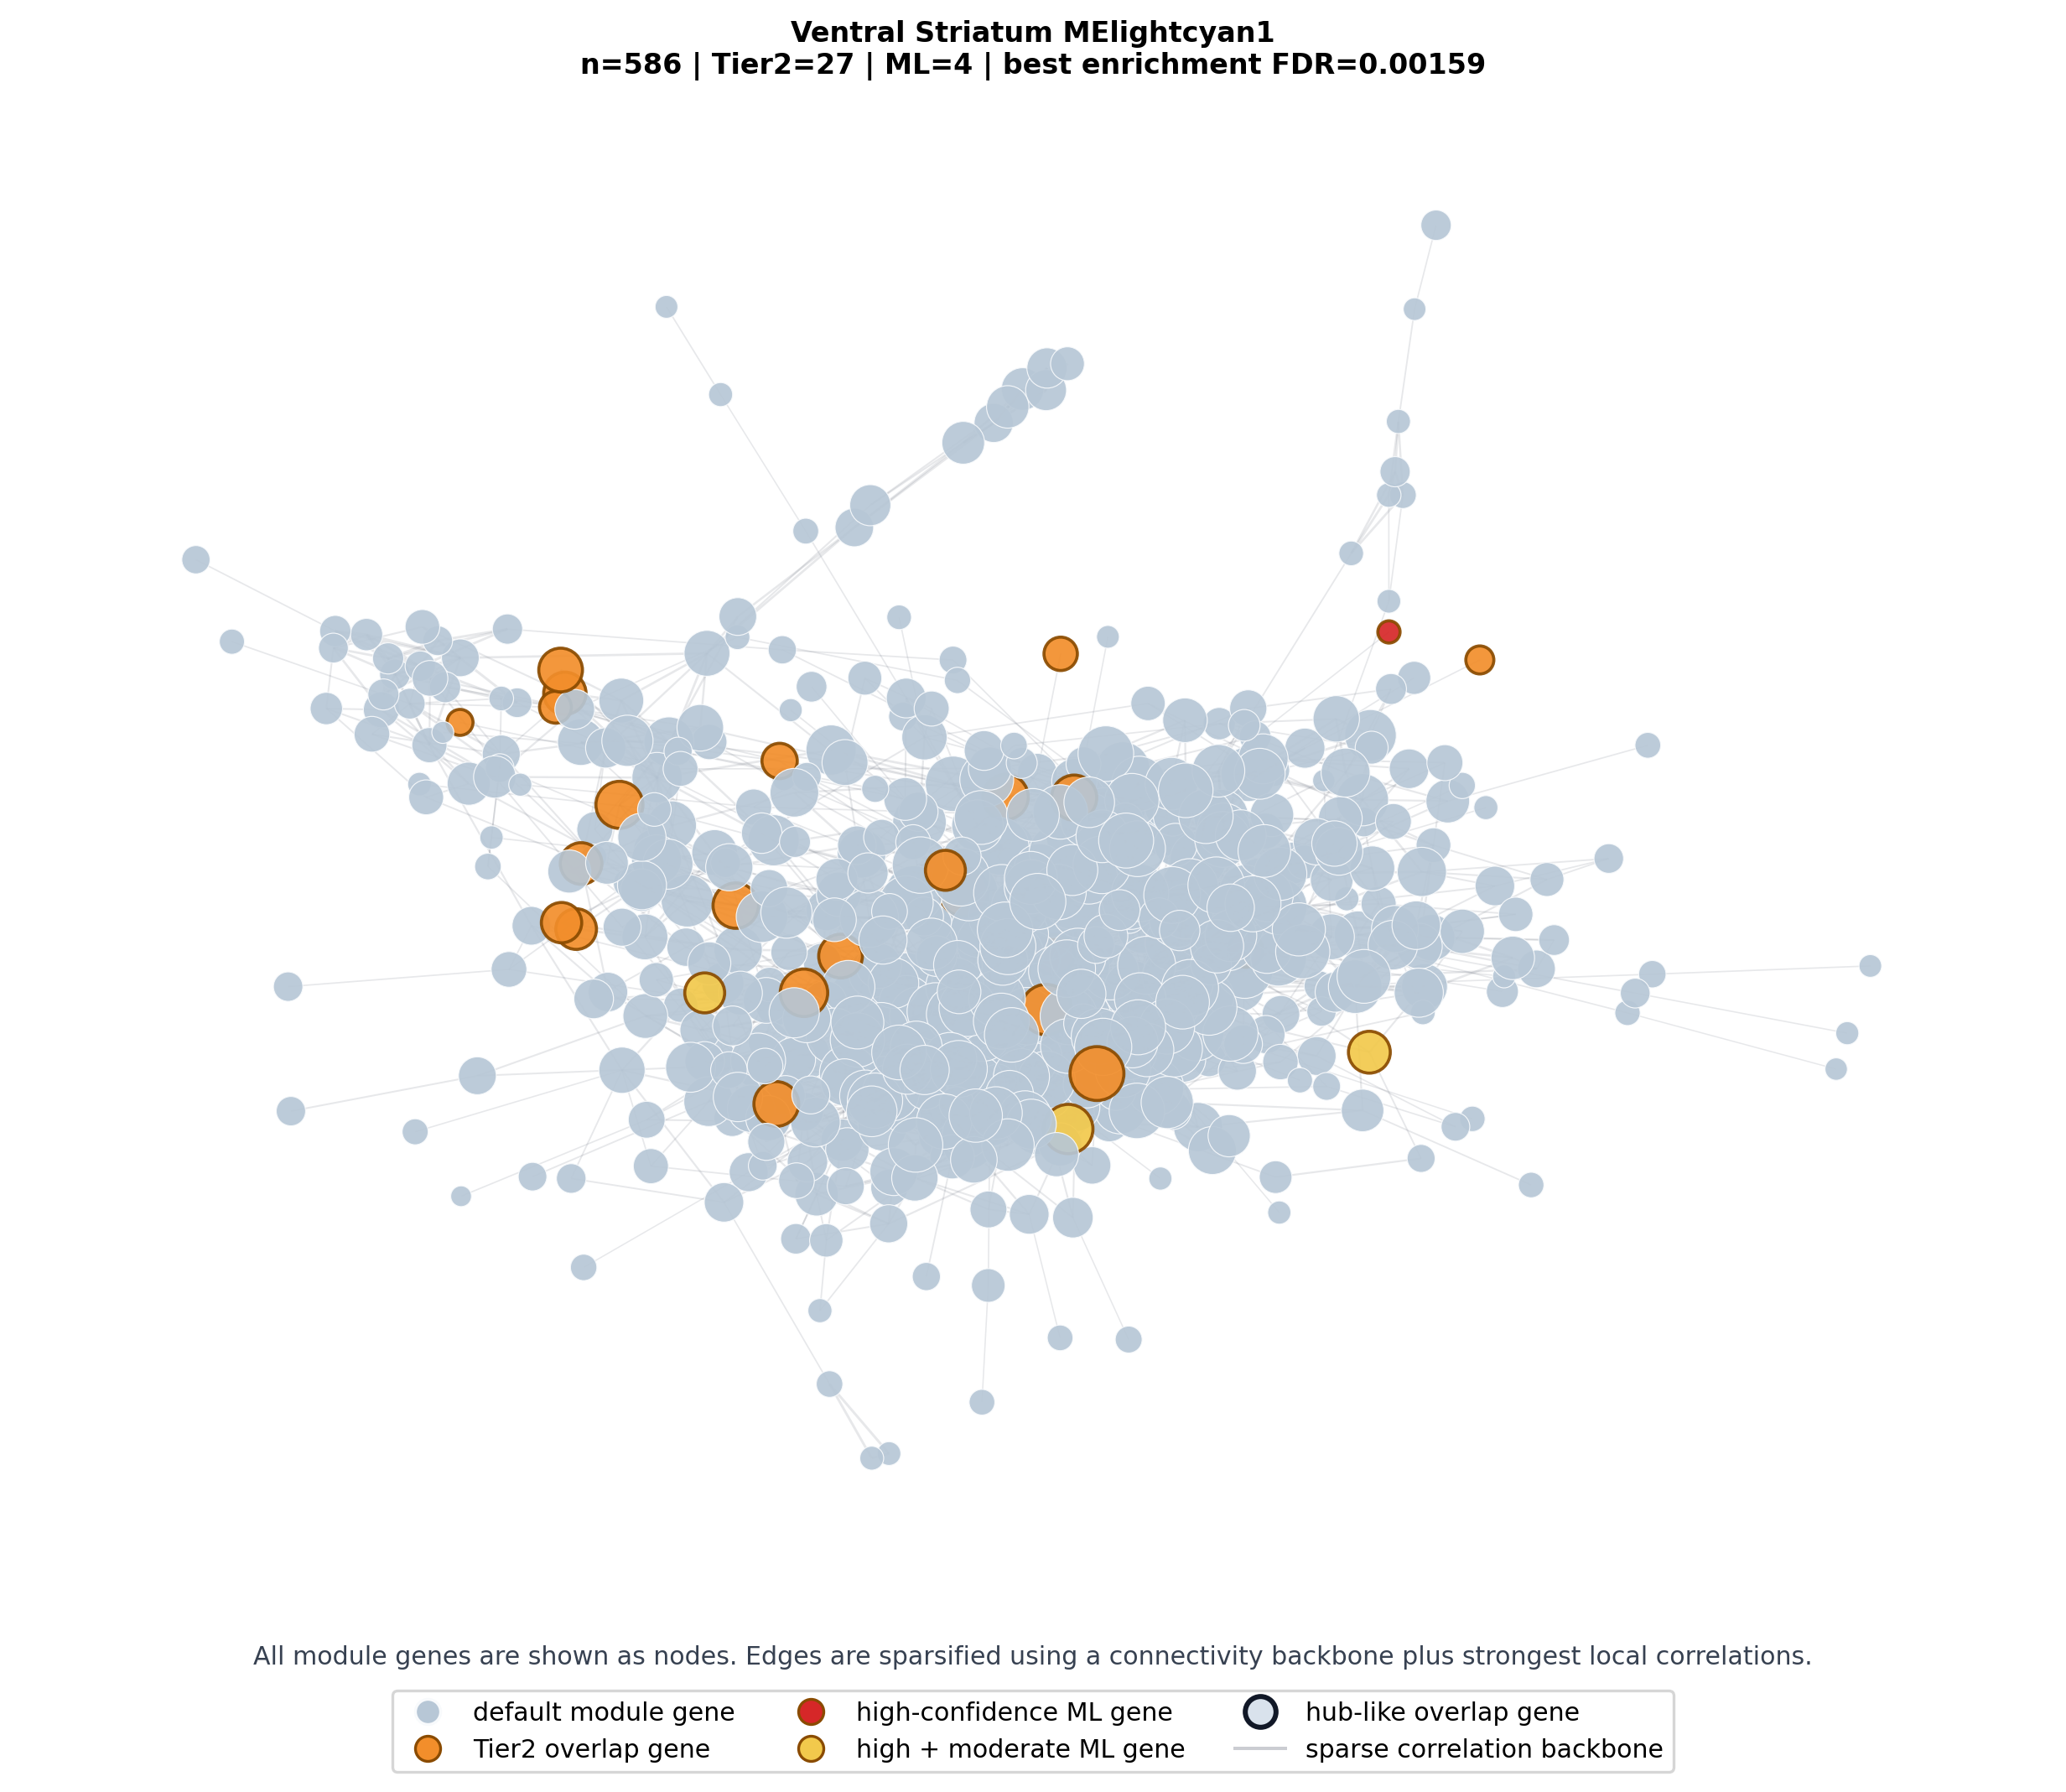 Ventral Striatum MElightcyan1
n=586 | Tier2=27 | ML=4 | best enrichment FDR=0.00159
All module genes are shown as nodes. Edges are sparsified using a connectivity backbone plus strongest local correlations.
default module gene
Tier2 overlap gene
high-confidence ML gene
high + moderate ML gene
hub-like overlap gene
sparse correlation backbone